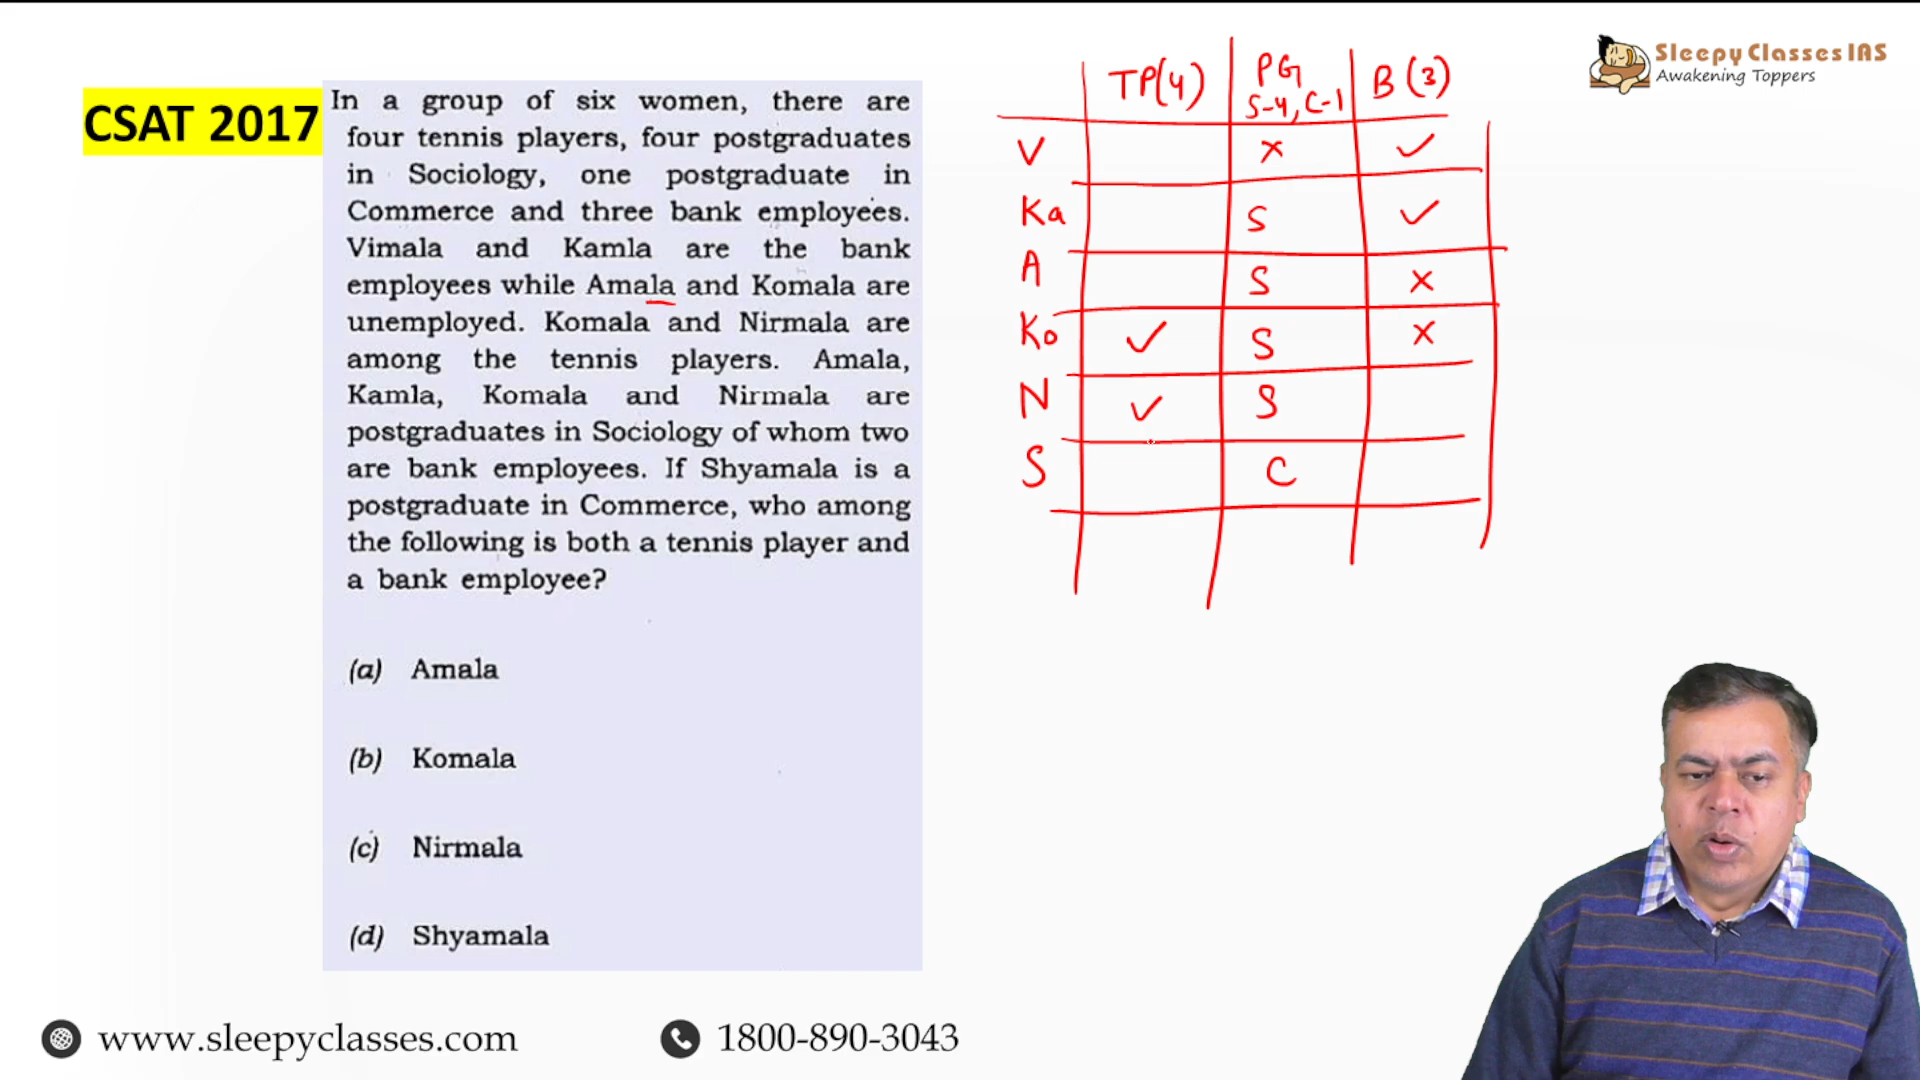 CSAT 2017
In a group of six women, there are
four tennis players, four postgraduates
in Sociology, one postgraduate in
Commerce and three bank employees.
Vimala and Kamla are the bank
employees while Amala and Komala are
unemployed. Komala and Nirmala are
among the tennis players. Amala,
Kamla, Komala and Nirmala are
postgraduates in Sociology of whom two
are bank employees. If Shyamala is a
postgraduate in Commerce, who among
the following is both a tennis player and
a bank employee?
(a) Amala
(b) Komala
(c) Nirmala
(d) Shyamala
TP(4) PG B (3)
S-4, C-1
V x ✓
Ka S ✓
A S x
Ko ✓ S x
N ✓ S
S C
Sleepy Classes IAS
Awakening Toppers
www.sleepyclasses.com
1800-890-3043